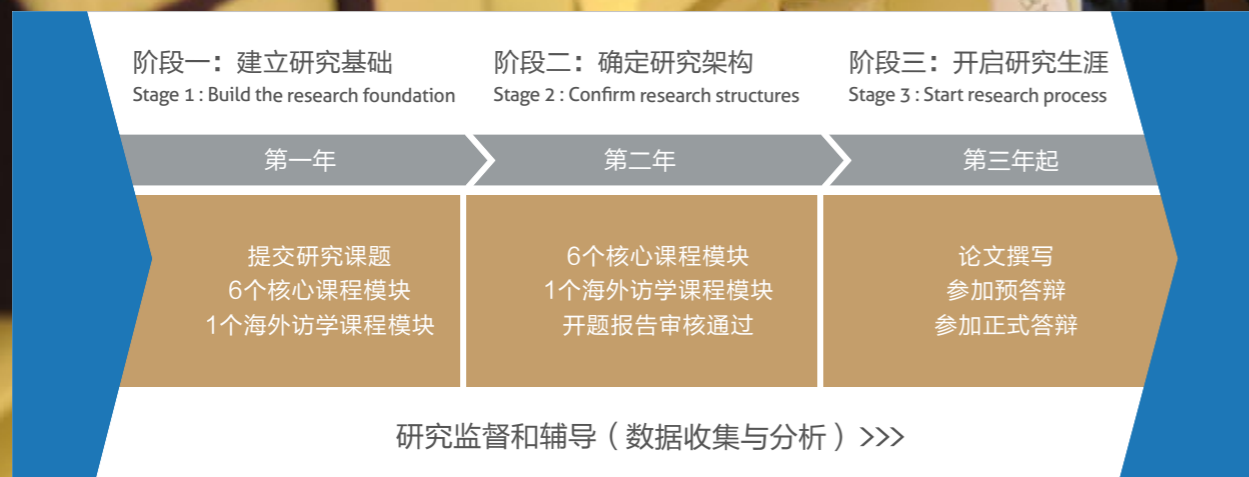 阶段一：建立研究基础
Stage 1 : Build the research foundation
阶段二：确定研究架构
Stage 2 : Confirm research structures
阶段三：开启研究生涯
Stage 3 : Start research process
第一年
第二年
第三年起
提交研究课题
6个核心课程模块
1个海外访学课程模块
6个核心课程模块
1个海外访学课程模块
开题报告审核通过
论文撰写
参加预答辩
参加正式答辩
研究监督和辅导（数据收集与分析）>>>